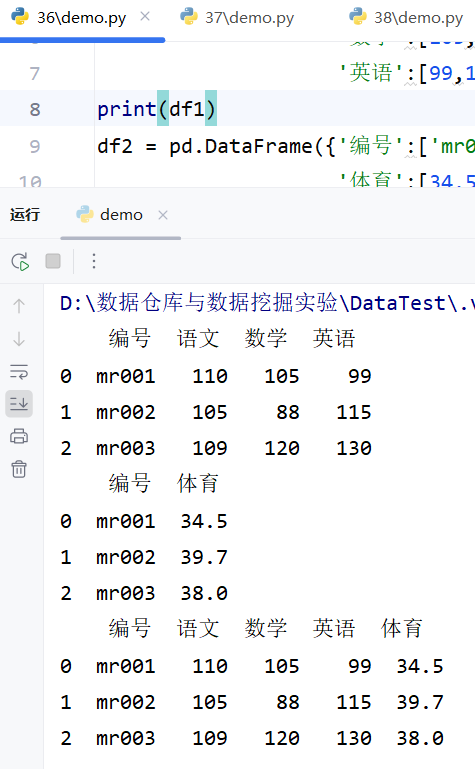 36\demo.py 37\demo.py 38\demo.py
7 '英语':[99,1
8 print(df1)
9 df2 = pd.DataFrame({'编号':['mr0
10 '体育':[34.5
运行 demo
D:\数据仓库与数据挖掘实验\DataTest\.v
编号 语文 数学 英语
0 mr001 110 105 99
1 mr002 105 88 115
2 mr003 109 120 130
编号 体育
0 mr001 34.5
1 mr002 39.7
2 mr003 38.0
编号 语文 数学 英语 体育
0 mr001 110 105 99 34.5
1 mr002 105 88 115 39.7
2 mr003 109 120 130 38.0